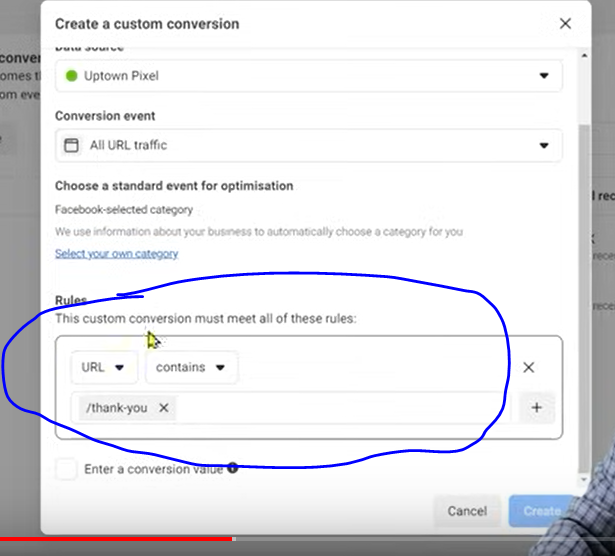 Create a custom conversion
Data source
Uptown Pixel
Conversion event
All URL traffic
Choose a standard event for optimisation
Facebook-selected category
We use information about your business to automatically choose a category for you
Select your own category
Rules
This custom conversion must meet all of these rules:
URL contains
/thank-you
Enter a conversion value
Cancel Create